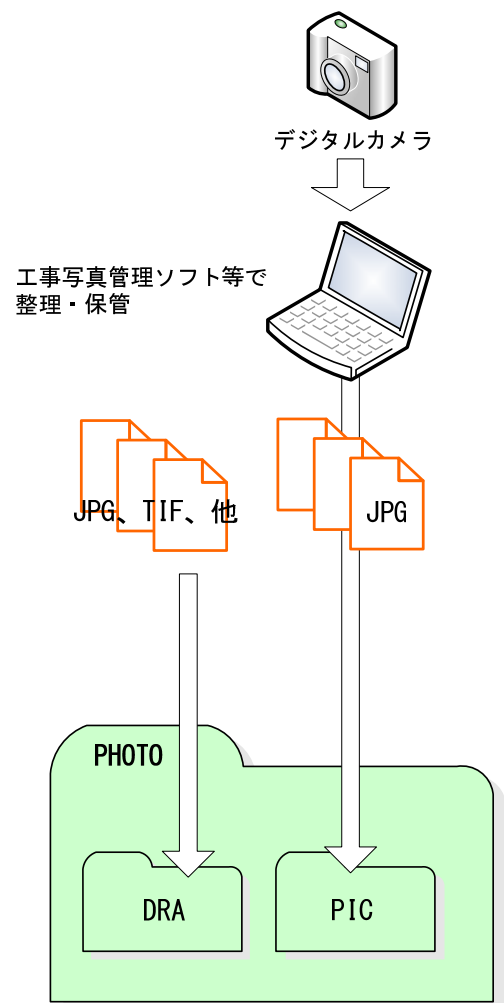 デジタルカメラ
工事写真管理ソフト等で
整理・保管
JPG、TIF、他
JPG
PHOTO
DRA
PIC